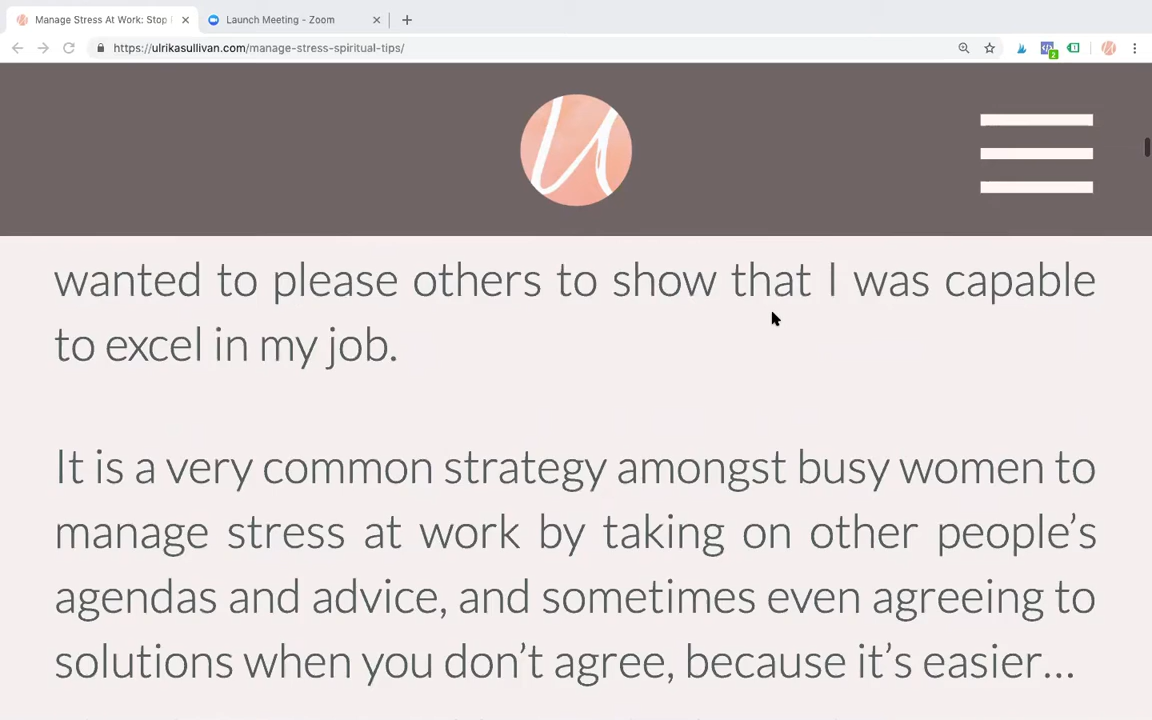 Manage Stress At Work: Stop
Launch Meeting - Zoom
https://ulrikasullivan.com/manage-stress-spiritual-tips/
2
U
wanted to please others to show that I was capable
to excel in my job.
It is a very common strategy amongst busy women to
manage stress at work by taking on other people’s
agendas and advice, and sometimes even agreeing to
solutions when you don’t agree, because it’s easier…